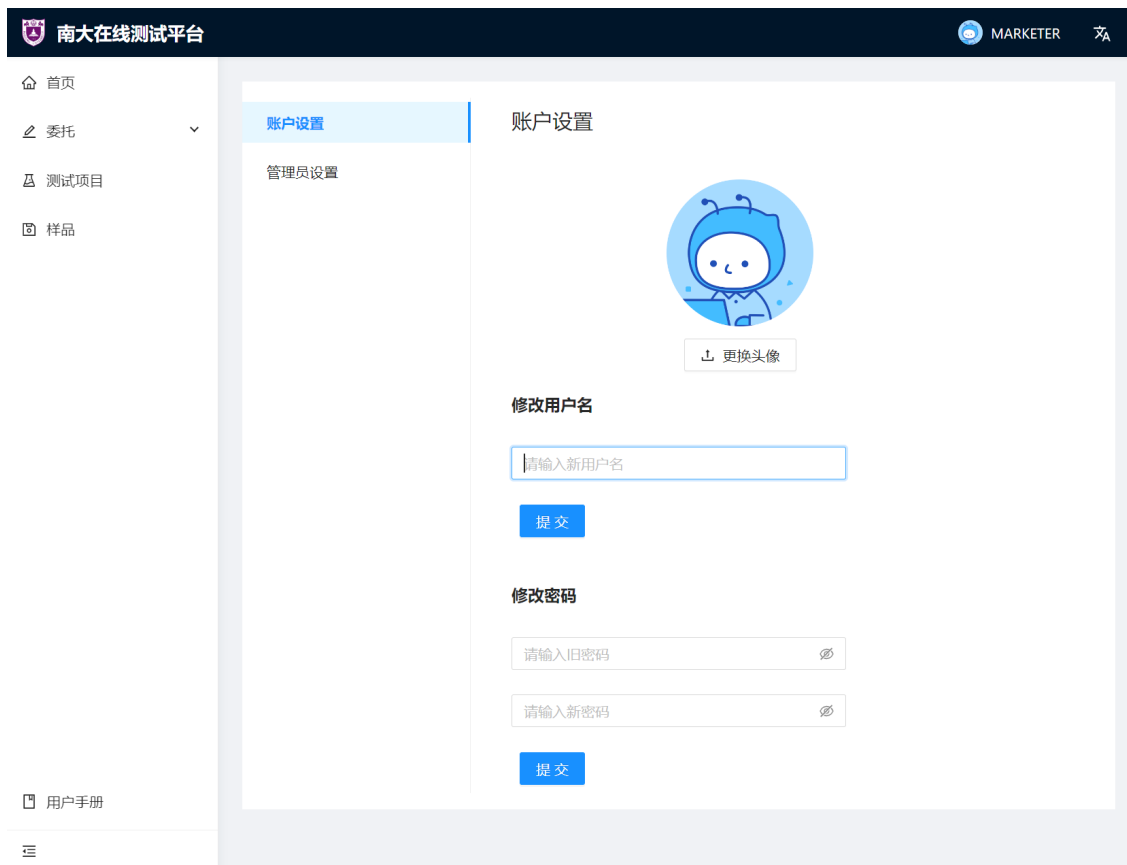 南大在线测试平台
MARKETER
文A
首页
委托
测试项目
样品
用户手册
账户设置
管理员设置
账户设置
更换头像
修改用户名
请输入新用户名
提 交
修改密码
请输入旧密码
请输入新密码
提 交